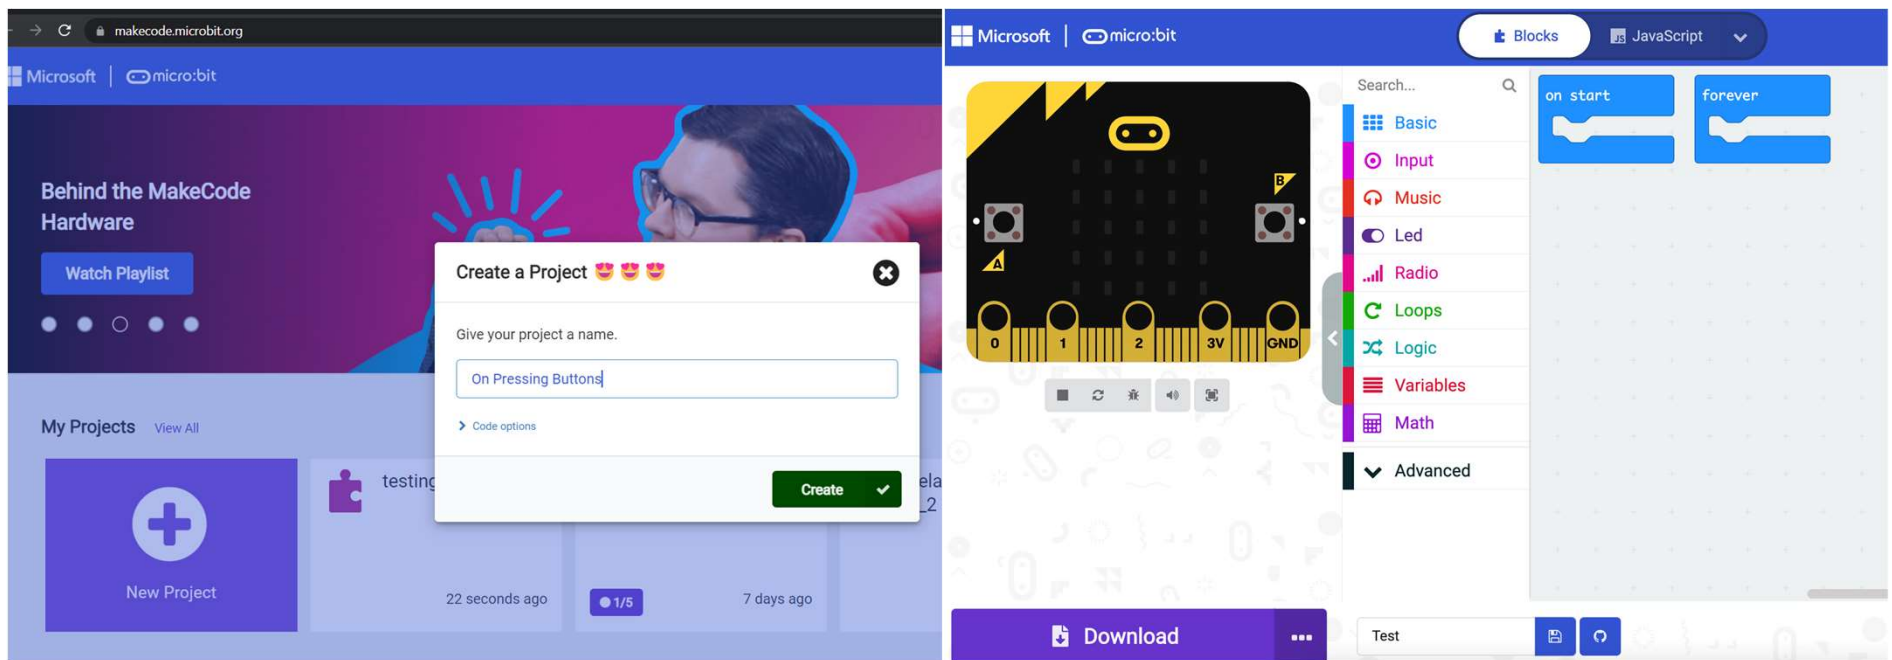 makecode.microbit.org
Microsoft | micro:bit
Behind the MakeCode
Hardware
Watch Playlist
Create a Project
Give your project a name.
On Pressing Buttons
Code options
Create
My Projects View All
New Project
testing
22 seconds ago
1/5
7 days ago
ela
_2
Microsoft | micro:bit
Blocks
JS JavaScript
B
A
0 1 2 3V GND
Download
Search...
Basic
Input
Music
Led
Radio
Loops
Logic
Variables
Math
Advanced
on start
forever
Test